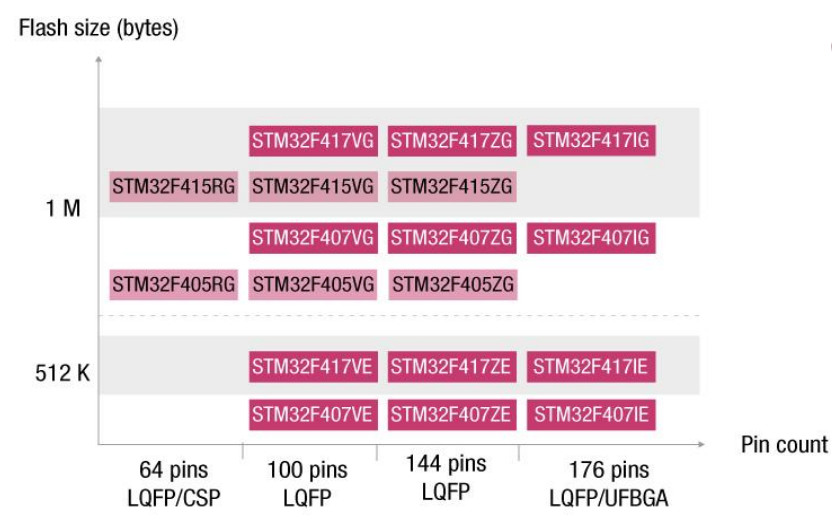 Flash size (bytes)
STM32F417VG STM32F417ZG STM32F417IG
STM32F415RG STM32F415VG STM32F415ZG
1 M
STM32F407VG STM32F407ZG STM32F407IG
STM32F405RG STM32F405VG STM32F405ZG
512 K
STM32F417VE STM32F417ZE STM32F417IE
STM32F407VE STM32F407ZE STM32F407IE
Pin count
64 pins 100 pins 144 pins 176 pins
LQFP/CSP LQFP LQFP LQFP/UFBGA